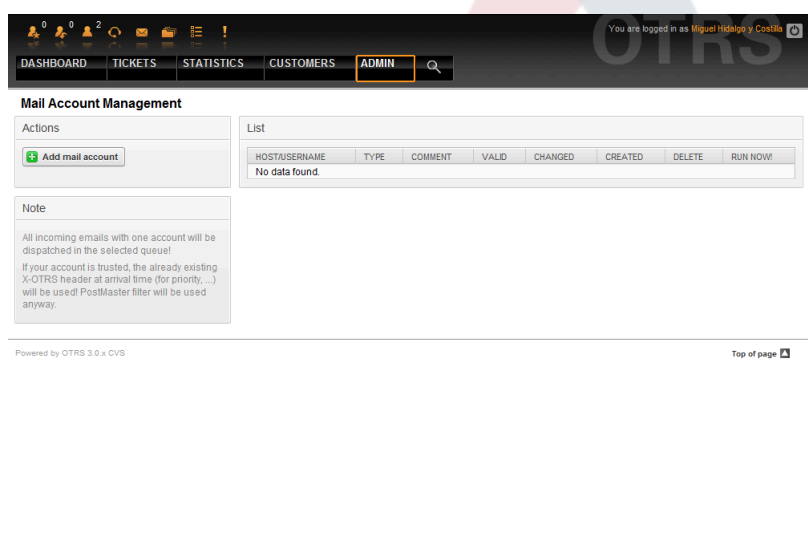 0 0 2 !
You are logged in as Miguel Hidalgo y Costilla
OTRS
DASHBOARD TICKETS STATISTICS CUSTOMERS ADMIN
Mail Account Management
Actions
Add mail account
List
HOST/USERNAME TYPE COMMENT VALID CHANGED CREATED DELETE RUN NOW!
No data found.
Note
All incoming emails with one account will be
dispatched in the selected queue!
If your account is trusted, the already existing
X-OTRS header at arrival time (for priority, ...)
will be used! PostMaster filter will be used
anyway.
Powered by OTRS 3.0.x CVS
Top of page